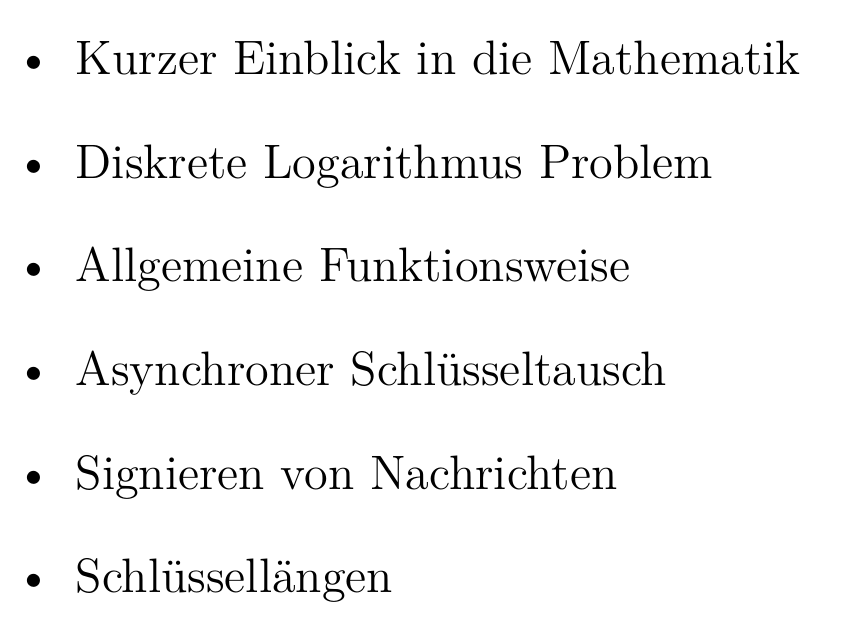 • Kurzer Einblick in die Mathematik
• Diskrete Logarithmus Problem
• Allgemeine Funktionsweise
• Asynchroner Schlüsseltausch
• Signieren von Nachrichten
• Schlüssellängen